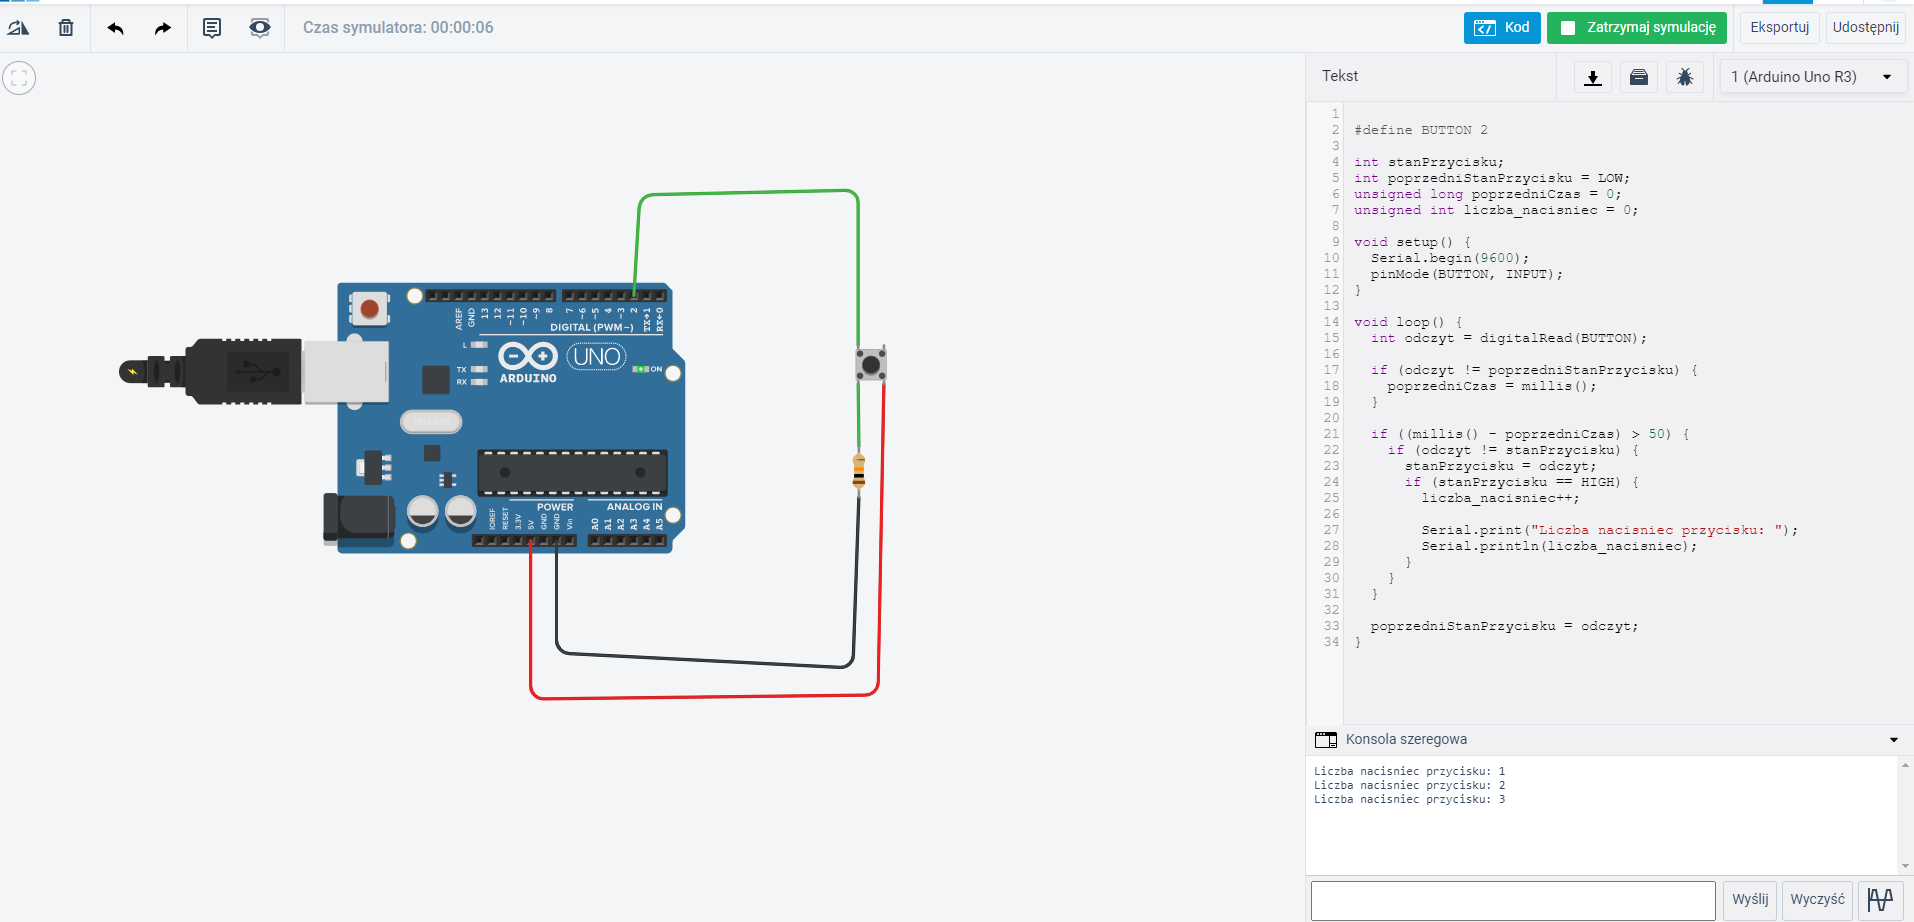 Czas symulatora: 00:00:06
Kod
Zatrzymaj symulację
Eksportuj
Udostępnij
Tekst
1 (Arduino Uno R3)
1
2 #define BUTTON 2
3
4 int stanPrzycisku;
5 int poprzedniStanPrzycisku = LOW;
6 unsigned long poprzedniCzas = 0;
7 unsigned int liczba_nacisniec = 0;
8
9 void setup() {
10 Serial.begin(9600);
11 pinMode(BUTTON, INPUT);
12 }
13
14 void loop() {
15 int odczyt = digitalRead(BUTTON);
16
17 if (odczyt != poprzedniStanPrzycisku) {
18 poprzedniCzas = millis();
19 }
20
21 if ((millis() - poprzedniCzas) > 50) {
22 if (odczyt != stanPrzycisku) {
23 stanPrzycisku = odczyt;
24 if (stanPrzycisku == HIGH) {
25 liczba_nacisniec++;
26
27 Serial.print("Liczba nacisniec przycisku: ");
28 Serial.println(liczba_nacisniec);
29 }
30 }
31 }
32
33 poprzedniStanPrzycisku = odczyt;
34 }
AREF
GND
13
12
~11
~10
~9
8
7
~6
~5
4
~3
2
TX→1
RX←0
DIGITAL (PWM~)
L
TX
RX
ARDUINO
UNO
ON
POWER
ANALOG IN
IOREF
RESET
3.3V
5V
GND
GND
Vin
A0
A1
A2
A3
A4
A5
Konsola szeregowa
Liczba nacisniec przycisku: 1
Liczba nacisniec przycisku: 2
Liczba nacisniec przycisku: 3
Wyślij
Wyczyść